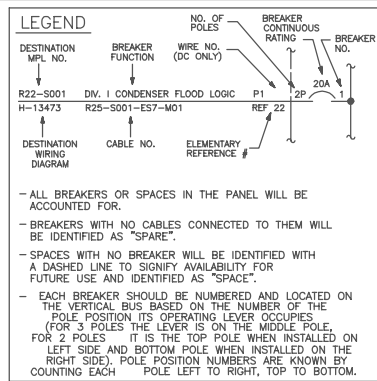 LEGEND
NO. OF
POLES
BREAKER
CONTINUOUS
RATING
BREAKER
NO.
DESTINATION
MPL NO.
BREAKER
FUNCTION
WIRE NO.
(DC ONLY)
20A
R22-S001 DIV. I CONDENSER FLOOD LOGIC P1 2P 1
H-13473 R25-S001-ES7-M01 REF 22
DESTINATION
WIRING
DIAGRAM
CABLE NO.
ELEMENTARY
REFERENCE #
- ALL BREAKERS OR SPACES IN THE PANEL WILL BE
ACCOUNTED FOR.
- BREAKERS WITH NO CABLES CONNECTED TO THEM WILL
BE IDENTIFIED AS "SPARE".
- SPACES WITH NO BREAKER WILL BE IDENTIFIED WITH
A DASHED LINE TO SIGNIFY AVAILABILITY FOR
FUTURE USE AND IDENTIFIED AS "SPACE".
- EACH BREAKER SHOULD BE NUMBERED AND LOCATED ON
THE VERTICAL BUS BASED ON THE NUMBER OF THE
POLE POSITION ITS OPERATING LEVER OCCUPIES
(FOR 3 POLES THE LEVER IS ON THE MIDDLE POLE,
FOR 2 POLES IT IS THE TOP POLE WHEN INSTALLED ON
LEFT SIDE AND BOTTOM POLE WHEN INSTALLED ON THE
RIGHT SIDE). POLE POSITION NUMBERS ARE KNOWN BY
COUNTING EACH POLE LEFT TO RIGHT, TOP TO BOTTOM.